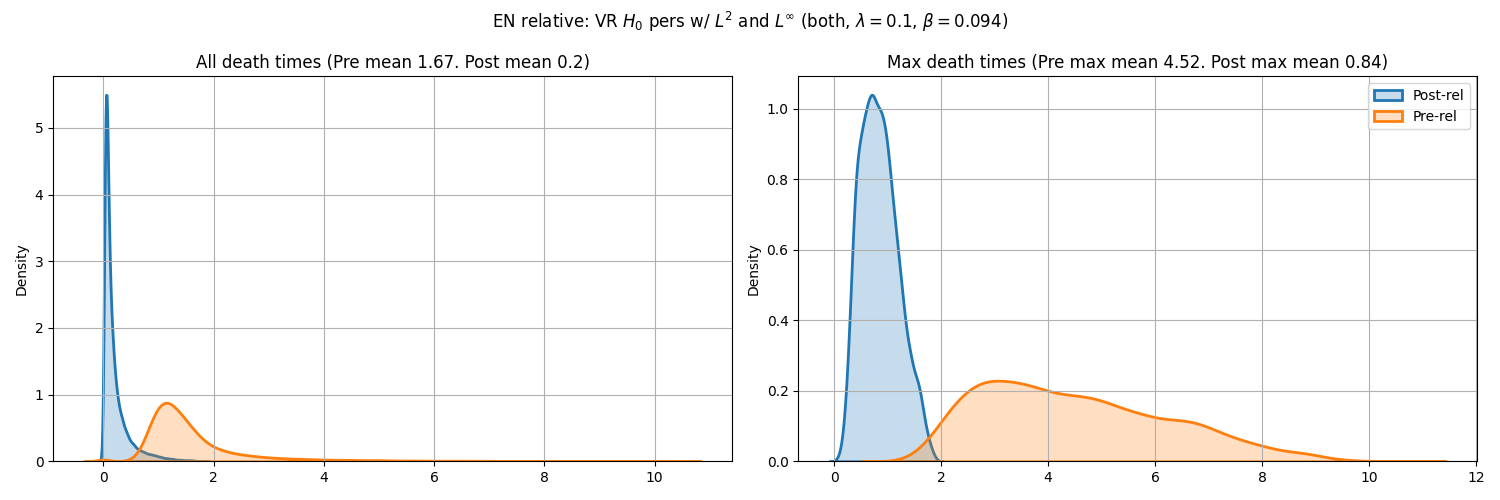 EN relative: VR $H_0$ pers w/ $L^2$ and $L^\infty$ (both, $\lambda = 0.1$, $\beta = 0.094$)
All death times (Pre mean 1.67. Post mean 0.2)
Density
5
4
3
2
1
0
0 2 4 6 8 10
Max death times (Pre max mean 4.52. Post max mean 0.84)
Post-rel
Pre-rel
Density
1.0
0.8
0.6
0.4
0.2
0.0
0 2 4 6 8 10 12